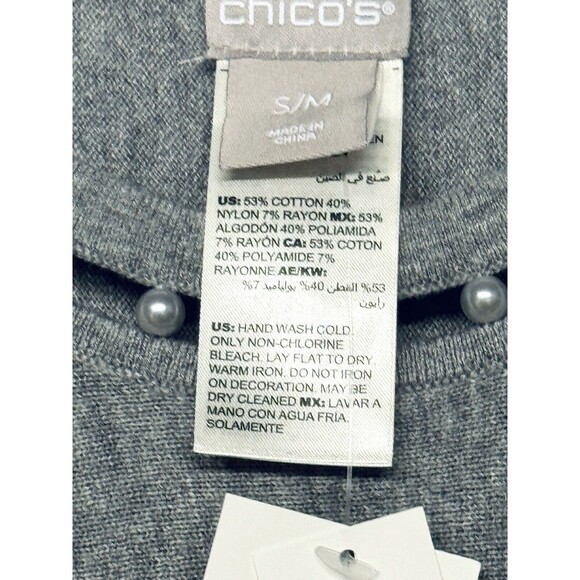 chico's®
S/M
MADE IN
CHINA
EN
صنع في الصين
US: 53% COTTON 40%
NYLON 7% RAYON MX: 53%
ALGODÓN 40% POLIAMIDA
7% RAYÓN CA: 53% COTON
40% POLYAMIDE 7%
RAYONNE AE/KW:
53% القطن 40% بولياميد 7%
رايون
US: HAND WASH COLD.
ONLY NON-CHLORINE
BLEACH. LAY FLAT TO DRY.
WARM IRON. DO NOT IRON
ON DECORATION. MAY BE
DRY CLEANED MX: LAVAR A
MANO CON AGUA FRÍA.
SOLAMENTE